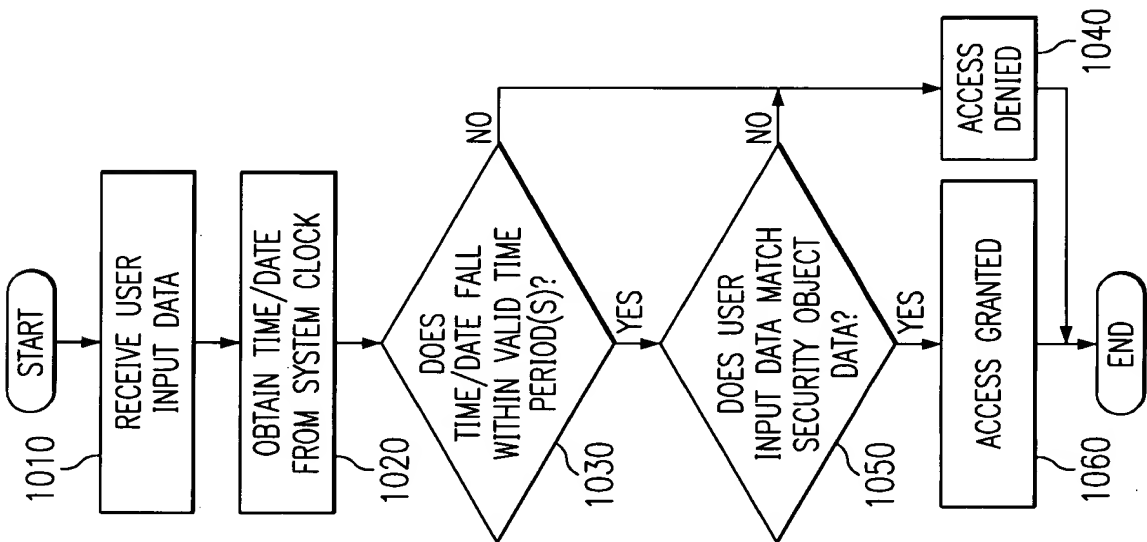 START
1010
RECEIVE USER
INPUT DATA
OBTAIN TIME/DATE
FROM SYSTEM CLOCK
1020
DOES
TIME/DATE FALL
WITHIN VALID TIME
PERIOD(S)?
1030
NO
YES
DOES USER
INPUT DATA MATCH
SECURITY OBJECT
DATA?
1050
NO
YES
ACCESS
DENIED
1040
ACCESS GRANTED
1060
END